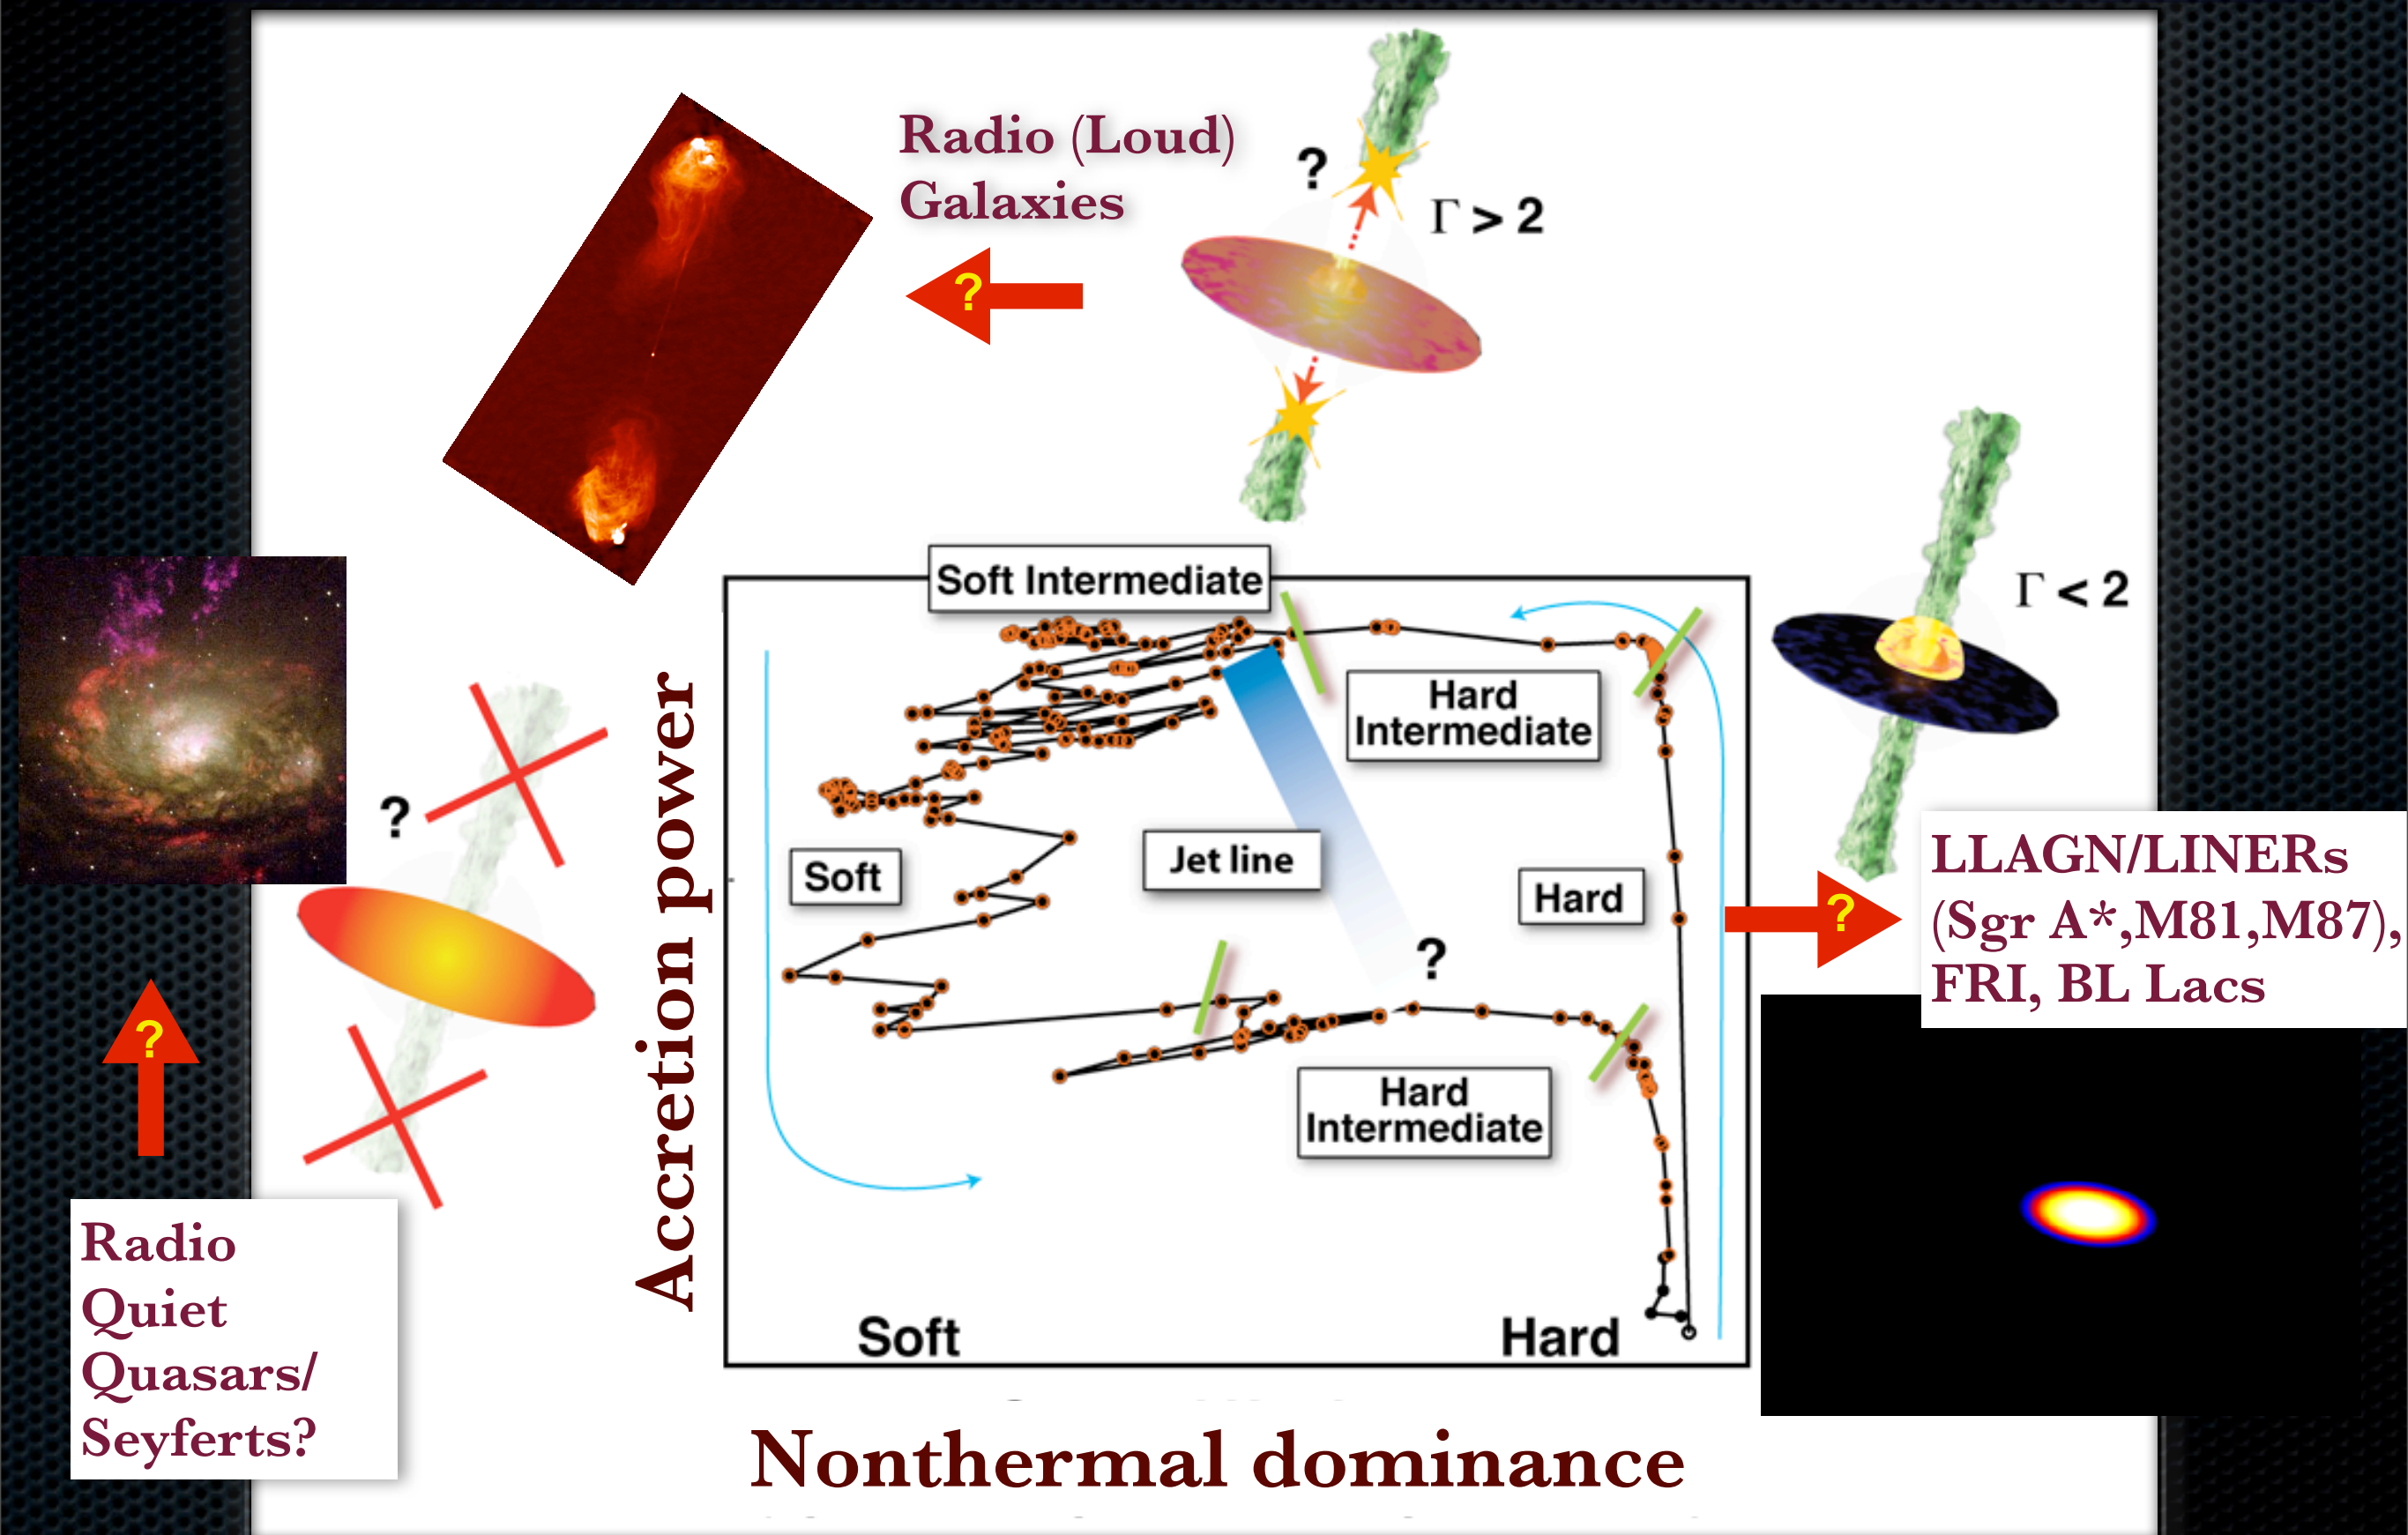 Radio (Loud)
Galaxies
?
Γ > 2
?
Γ < 2
Soft Intermediate
Hard
Intermediate
?
Accretion power
Soft
Jet line
Hard
?
LLAGN/LINERs
(Sgr A*,M81,M87),
FRI, BL Lacs
?
?
Hard
Intermediate
Radio
Quiet
Quasars/
Seyferts?
Soft
Hard
Nonthermal dominance